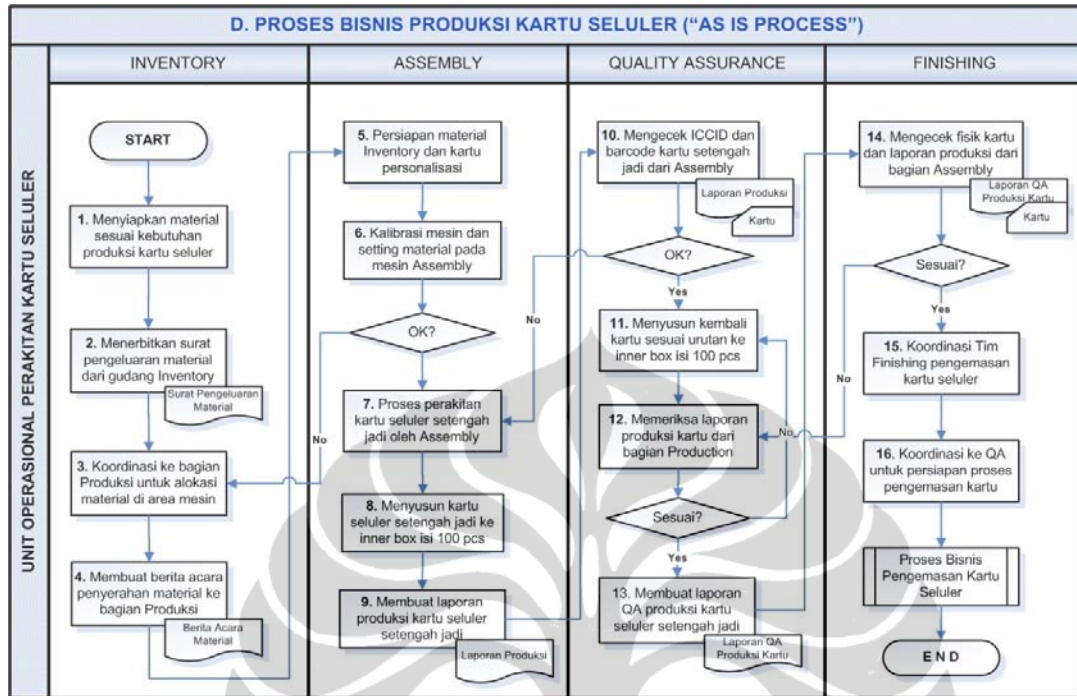 D. PROSES BISNIS PRODUKSI KARTU SELULER (“AS IS PROCESS”)
UNIT OPERASIONAL PERAKITAN KARTU SELULER
INVENTORY
START
1. Menyiapkan material
sesuai kebutuhan
produksi kartu seluler
2. Menerbitkan surat
pengeluaran material
dari gudang Inventory
Surat Pengeluaran
Material
3. Koordinasi ke bagian
Produksi untuk alokasi
material di area mesin
4. Membuat berita acara
penyerahan material ke
bagian Produksi
Berita Acara
Material
ASSEMBLY
5. Persiapan material
Inventory dan kartu
personalisasi
6. Kalibrasi mesin dan
setting material pada
mesin Assembly
OK?
No
7. Proses perakitan
kartu seluler setengah
jadi oleh Assembly
8. Menyusun kartu
seluler setengah jadi ke
inner box isi 100 pcs
9. Membuat laporan
produksi kartu seluler
setengah jadi
Laporan Produksi
QUALITY ASSURANCE
10. Mengecek ICCID dan
barcode kartu setengah
jadi dari Assembly
Laporan Produksi
Kartu
OK?
Yes
No
11. Menyusun kembali
kartu sesuai urutan ke
inner box isi 100 pcs
12. Memeriksa laporan
produksi kartu dari
bagian Production
No
Sesuai?
Yes
13. Membuat laporan
QA produksi kartu
seluler setengah jadi
Laporan QA
Produksi Kartu
FINISHING
14. Mengecek fisik kartu
dan laporan produksi dari
bagian Assembly
Laporan QA
Produksi Kartu
Kartu
Sesuai?
Yes
No
15. Koordinasi Tim
Finishing pengemasan
kartu seluler
16. Koordinasi ke QA
untuk persiapan proses
pengemasan kartu
Proses Bisnis
Pengemasan Kartu
Seluler
E N D